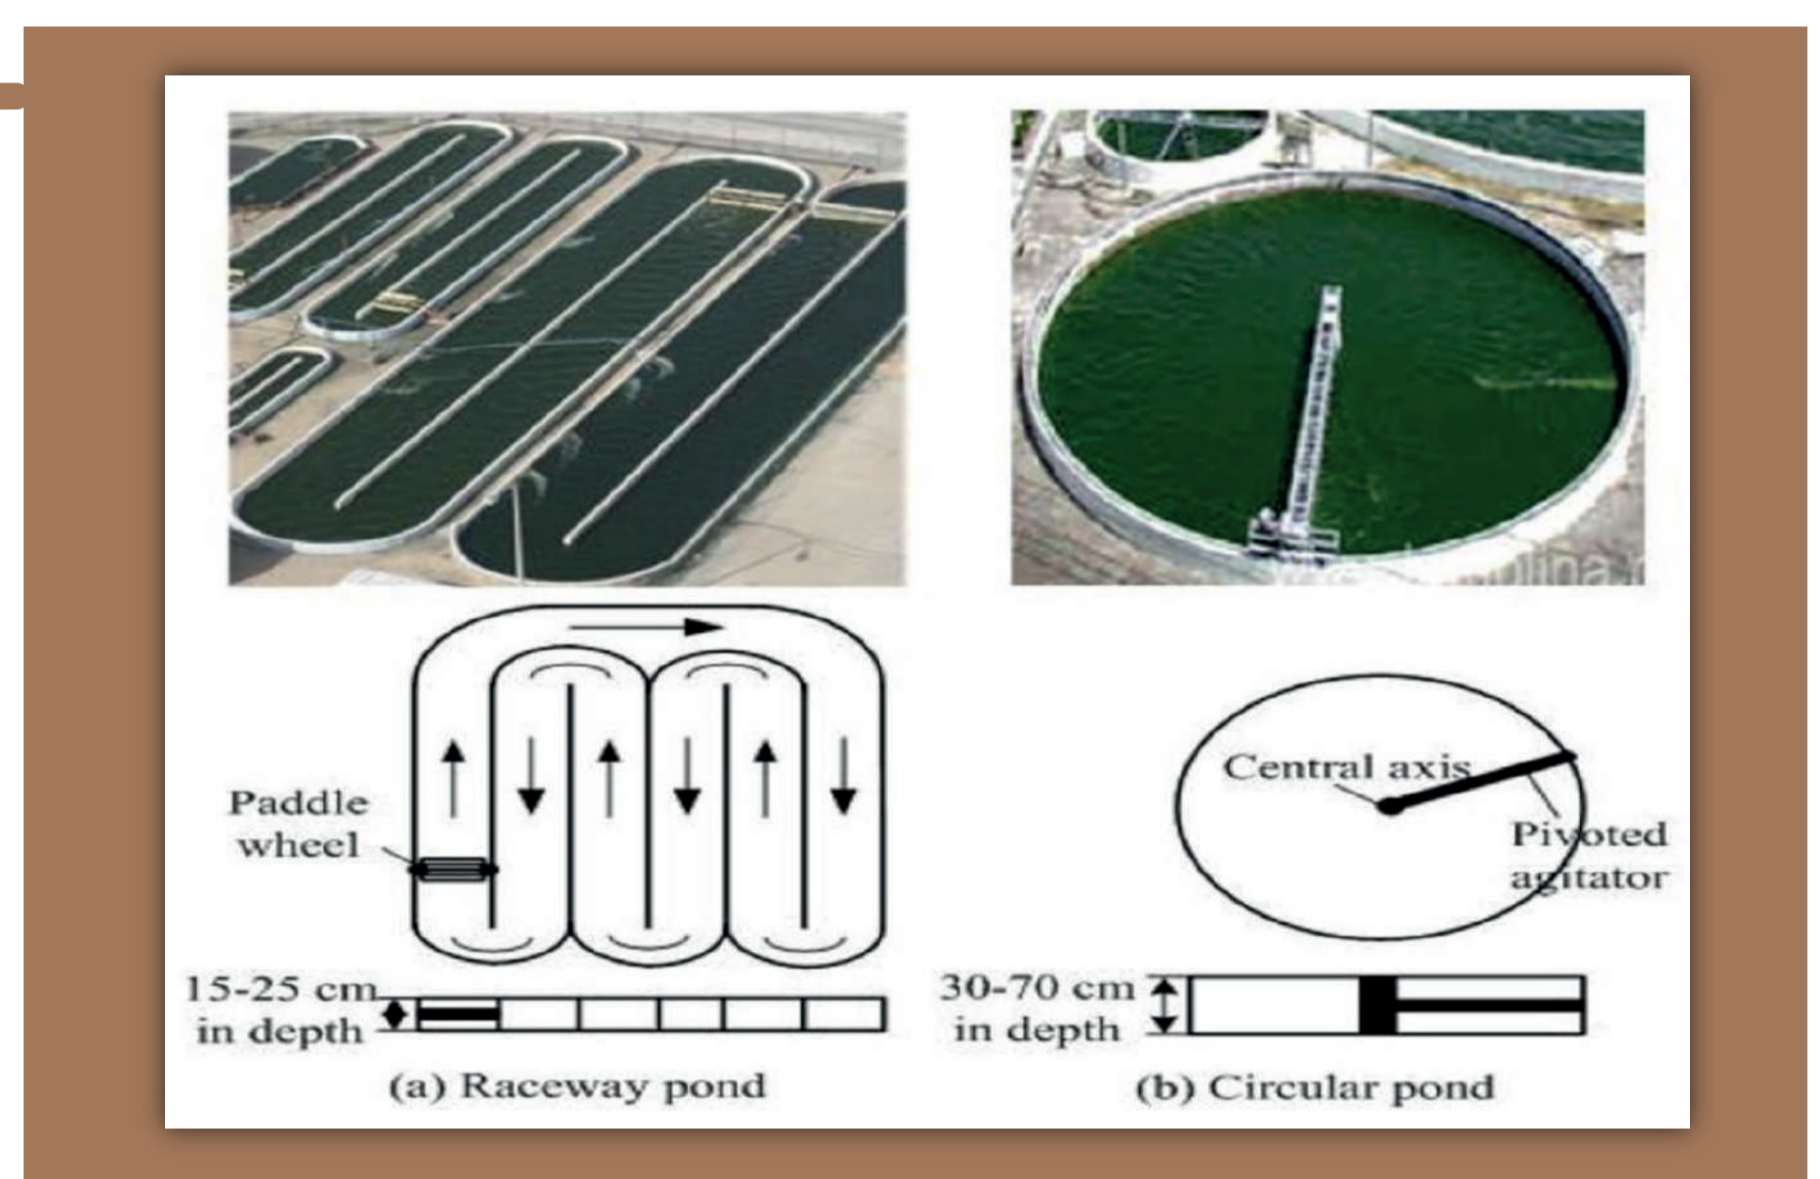 Paddle
wheel
15-25 cm
in depth
(a) Raceway pond
Central axis
Pivoted
agitator
30-70 cm
in depth
(b) Circular pond